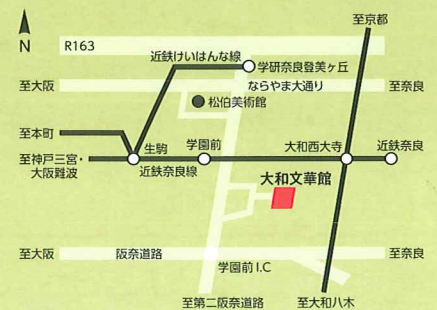 至京都
N
R163
近鉄けいはんな線
学研奈良登美ヶ丘
至大阪
ならやま大通り
至奈良
松伯美術館
至本町
生駒
学園前
大和西大寺
近鉄奈良
至神戸三宮・
大阪難波
近鉄奈良線
大和文華館
至大阪
阪奈道路
至奈良
学園前I.C
至第二阪奈道路
至大和八木